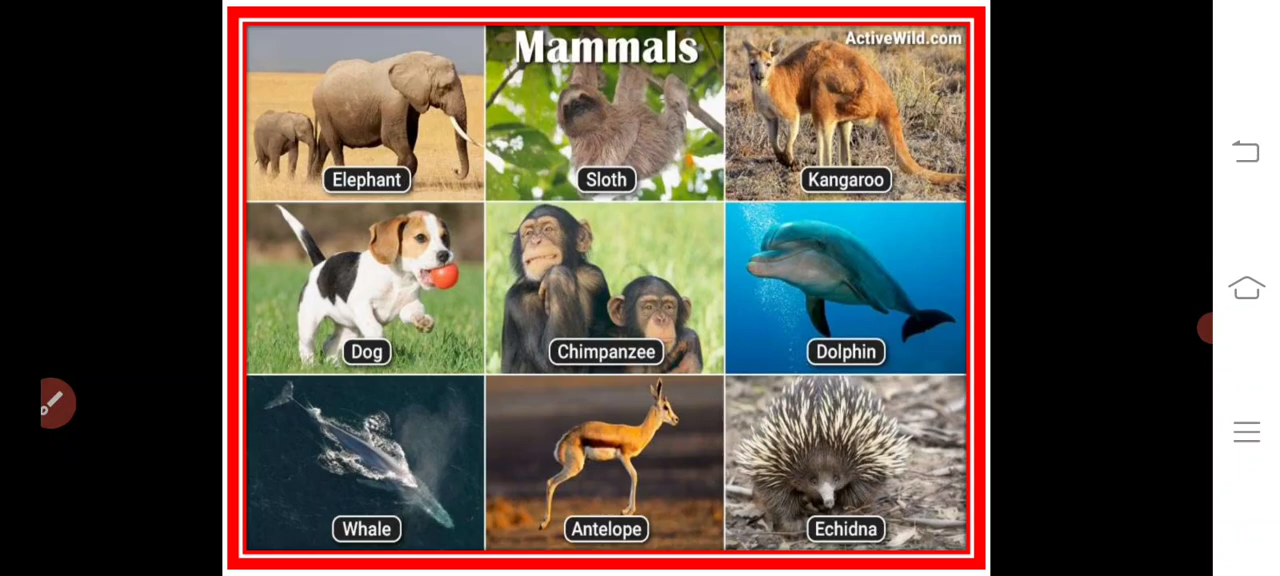 Mammals
ActiveWild.com
Elephant
Sloth
Kangaroo
Dog
Chimpanzee
Dolphin
Whale
Antelope
Echidna